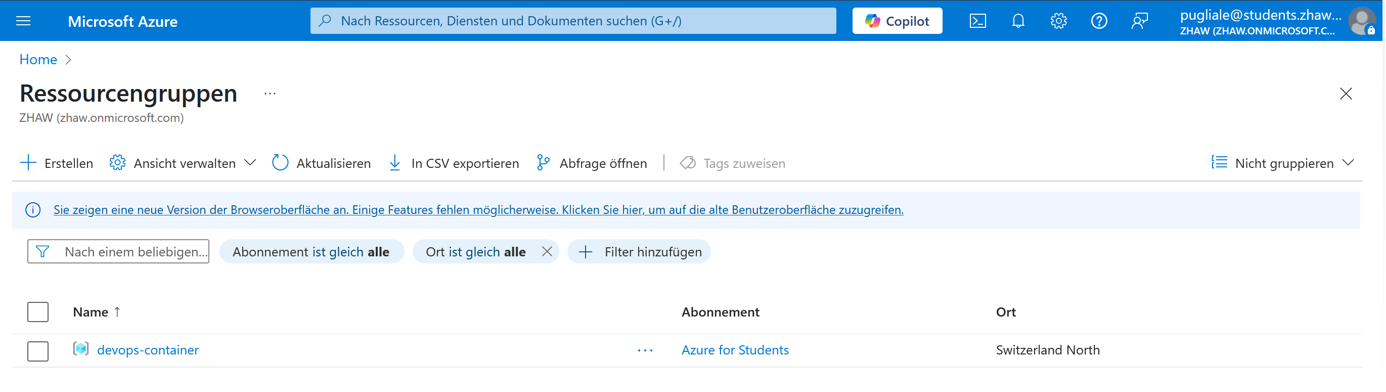 Microsoft Azure
Nach Ressourcen, Diensten und Dokumenten suchen (G+/)
Copilot
pugliale@students.zhaw...
ZHAW (ZHAW.ONMICROSOFT.C...
Home
Ressourcengruppen ...
ZHAW (zhaw.onmicrosoft.com)
Erstellen Ansicht verwalten Aktualisieren In CSV exportieren Abfrage öffnen Tags zuweisen Nicht gruppieren
Sie zeigen eine neue Version der Browseroberfläche an. Einige Features fehlen möglicherweise. Klicken Sie hier, um auf die alte Benutzeroberfläche zuzugreifen.
Nach einem beliebigen... Abonnement ist gleich alle Ort ist gleich alle Filter hinzufügen
Name ↑ Abonnement Ort
devops-container ... Azure for Students Switzerland North